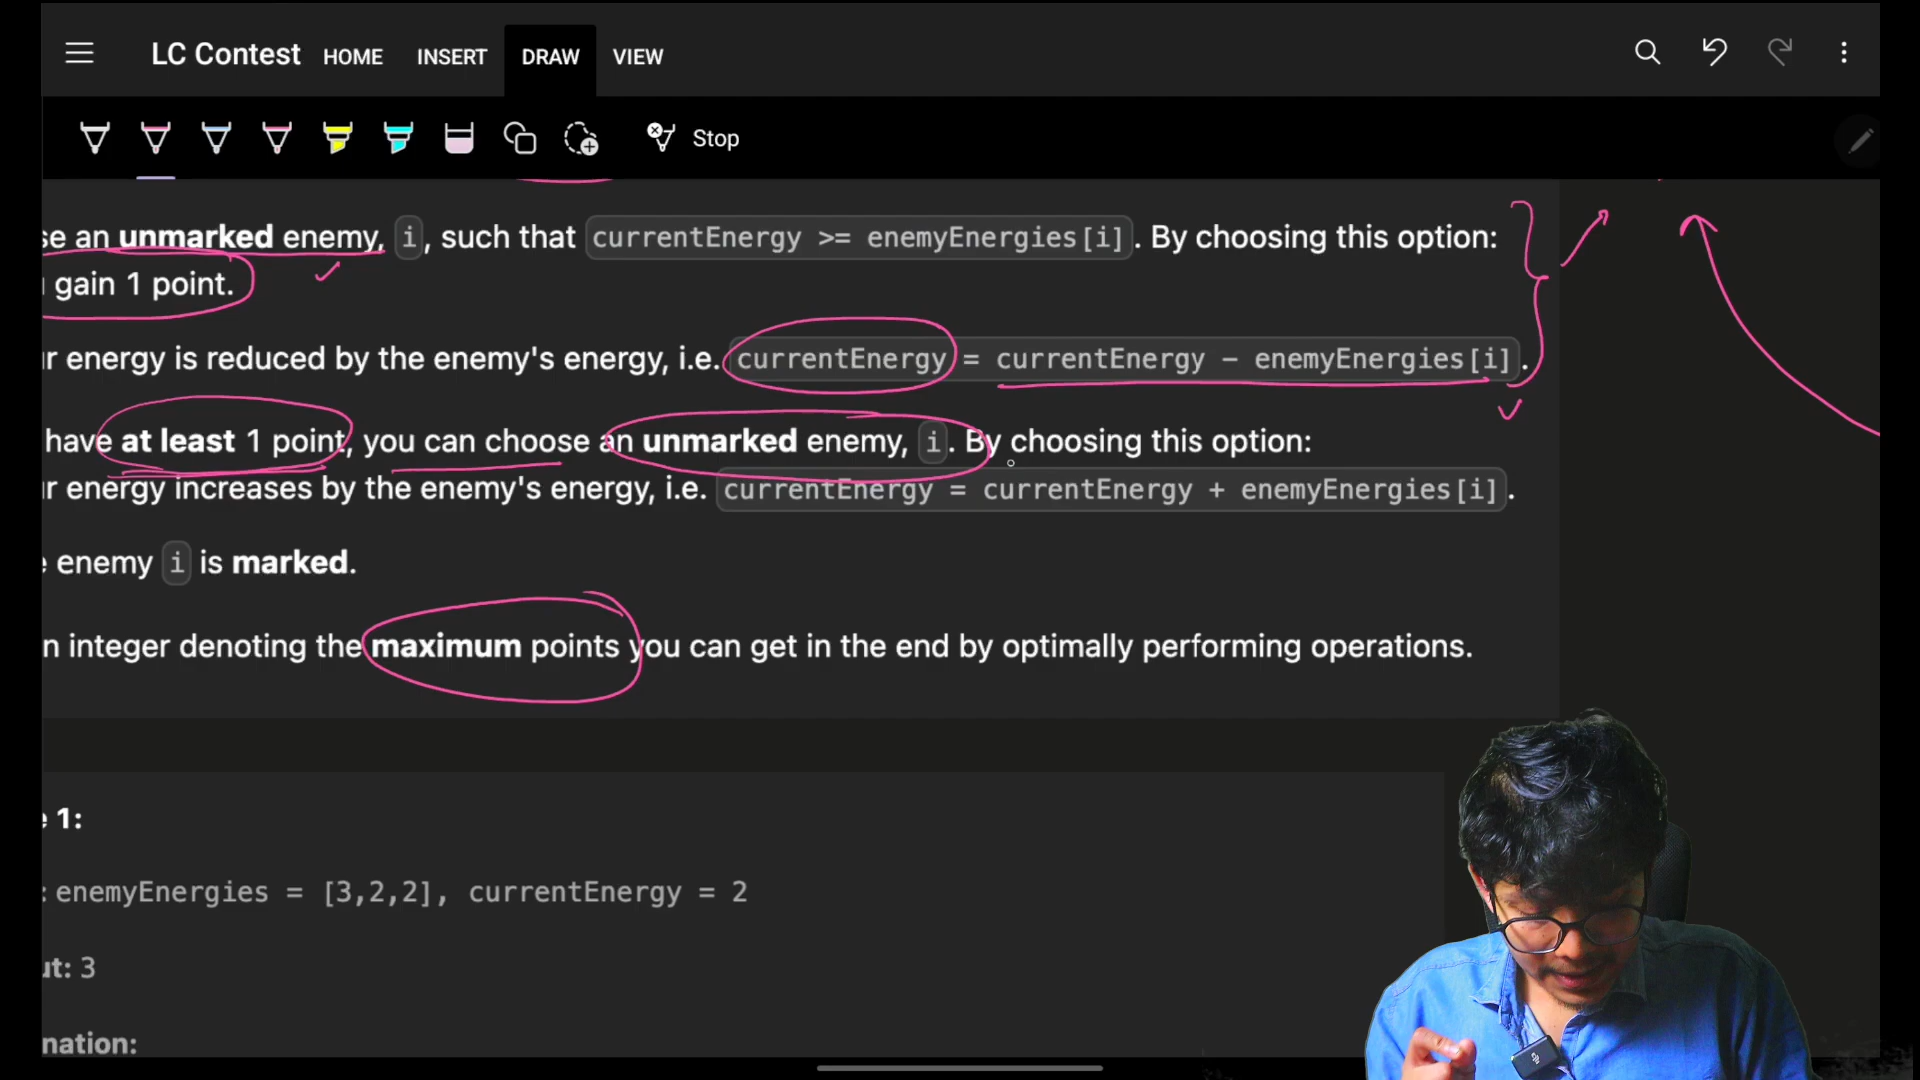 LC Contest HOME INSERT DRAW VIEW
Stop
se an unmarked enemy, i, such that currentEnergy >= enemyEnergies[i]. By choosing this option:
gain 1 point.
r energy is reduced by the enemy's energy, i.e. currentEnergy = currentEnergy - enemyEnergies[i].
have at least 1 point, you can choose an unmarked enemy, i. By choosing this option:
r energy increases by the enemy's energy, i.e. currentEnergy = currentEnergy + enemyEnergies[i].
enemy i is marked.
n integer denoting the maximum points you can get in the end by optimally performing operations.
e 1:
: enemyEnergies = [3,2,2], currentEnergy = 2
ut: 3
nation: